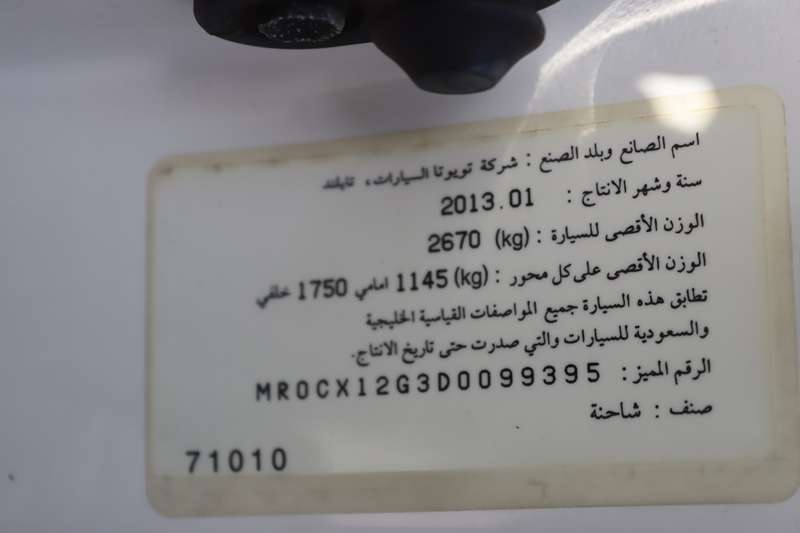 اسم الصانع وبلد الصنع : شركة تويوتا السيارات، تايلند
سنة وشهر الانتاج : 2013.01
الوزن الأقصى للسيارة : (kg) 2670
الوزن الأقصى على كل محور : (kg) 1145 امامي 1750 خلفي
تطابق هذه السيارة جميع المواصفات القياسية الخليجية
والسعودية للسيارات والتي صدرت حتى تاريخ الانتاج.
الرقم المميز : MR0CX12G3D0099395
صنف : شاحنة
71010